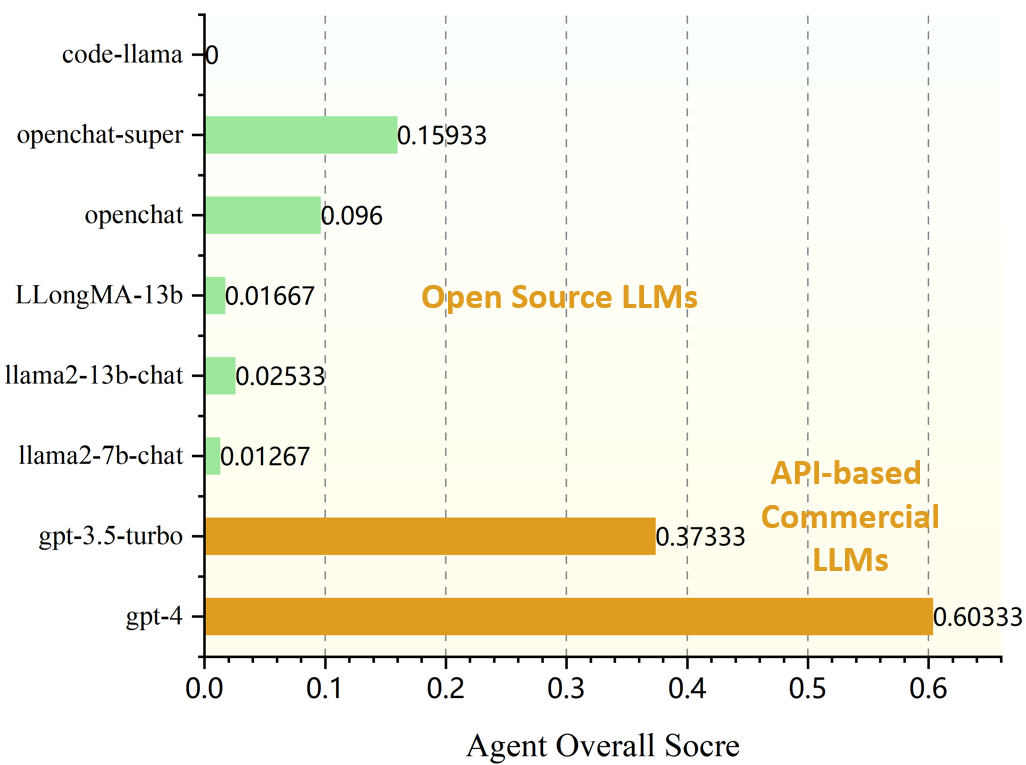 code-llama
0
openchat-super
0.15933
openchat
0.096
LLongMA-13b
0.01667
Open Source LLMs
llama2-13b-chat
0.02533
llama2-7b-chat
0.01267
API-based
Commercial
LLMs
gpt-3.5-turbo
0.37333
gpt-4
0.60333
0.0 0.1 0.2 0.3 0.4 0.5 0.6
Agent Overall Socre